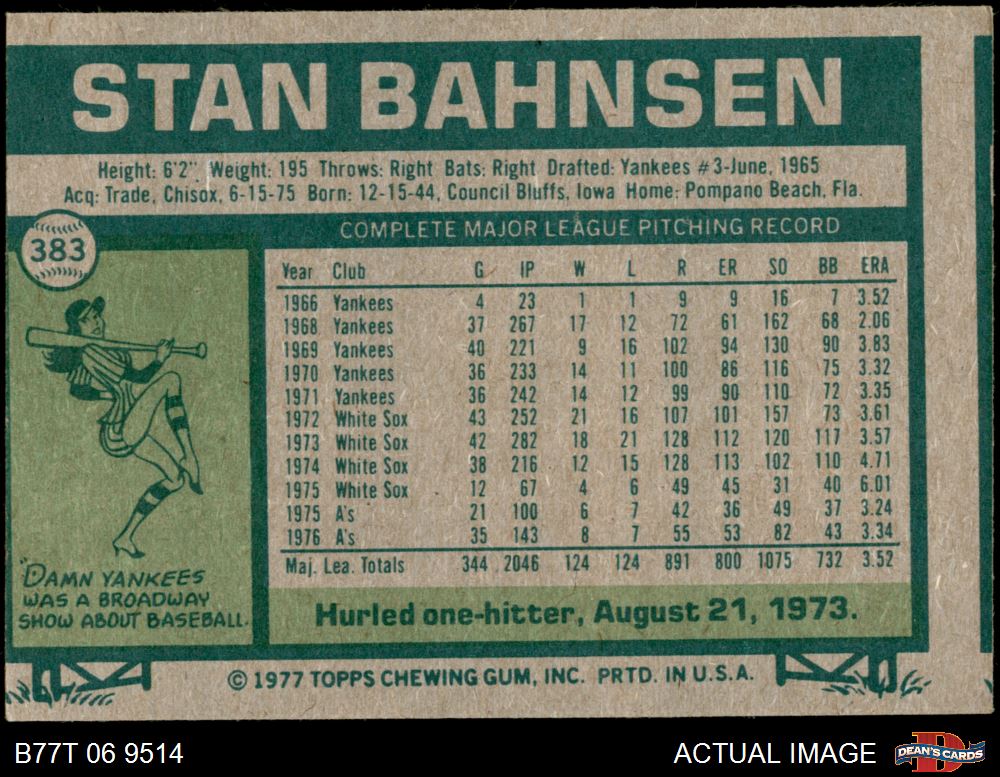 STAN BAHNSEN
Height: 6'2" Weight: 195 Throws: Right Bats: Right Drafted: Yankees #3-June, 1965
Acq: Trade, Chisox, 6-15-75 Born: 12-15-44, Council Bluffs, Iowa Home: Pompano Beach, Fla.
383
COMPLETE MAJOR LEAGUE PITCHING RECORD
Year Club G IP W L R ER SO BB ERA
1966 Yankees 4 23 1 1 9 9 16 7 3.52
1968 Yankees 37 267 17 12 72 61 162 68 2.06
1969 Yankees 40 221 9 16 102 94 130 90 3.83
1970 Yankees 36 233 14 11 100 86 116 75 3.32
1971 Yankees 36 242 14 12 99 90 110 72 3.35
1972 White Sox 43 252 21 16 107 101 157 73 3.61
1973 White Sox 42 282 18 21 128 112 120 117 3.57
1974 White Sox 38 216 12 15 128 113 102 110 4.71
1975 White Sox 12 67 4 6 49 45 31 40 6.01
1975 A's 21 100 6 7 42 36 49 37 3.24
1976 A's 35 143 8 7 55 53 82 43 3.34
Maj. Lea. Totals 344 2046 124 124 891 800 1075 732 3.52
"DAMN YANKEES
WAS A BROADWAY
SHOW ABOUT BASEBALL.
Hurled one-hitter, August 21, 1973.
© 1977 TOPPS CHEWING GUM, INC. PRTD. IN U.S.A.
B77T 06 9514
ACTUAL IMAGE
D
DEAN'S CARDS